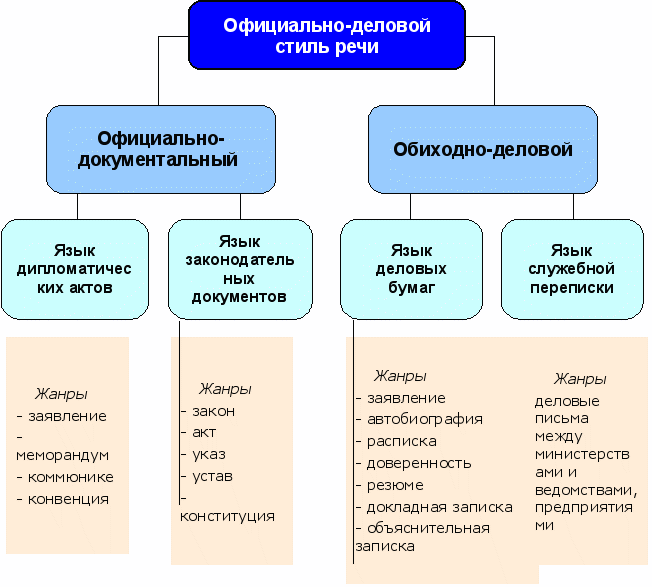 Официально-деловой
стиль речи
Официально-
документальный
Обиходно-деловой
Язык
дипломатичес
ких актов
Язык
законодатель
ных
документов
Язык
деловых
бумаг
Язык
служебной
переписки
Жанры
- заявление
-
меморандум
- коммюнике
- конвенция
Жанры
- закон
- акт
- указ
- устав
-
конституция
Жанры
- заявление
- автобиография
- расписка
- доверенность
- резюме
- докладная записка
- объяснительная
записка
Жанры
деловые
письма
между
министерств
ами и
ведомствами,
предприятия
ми